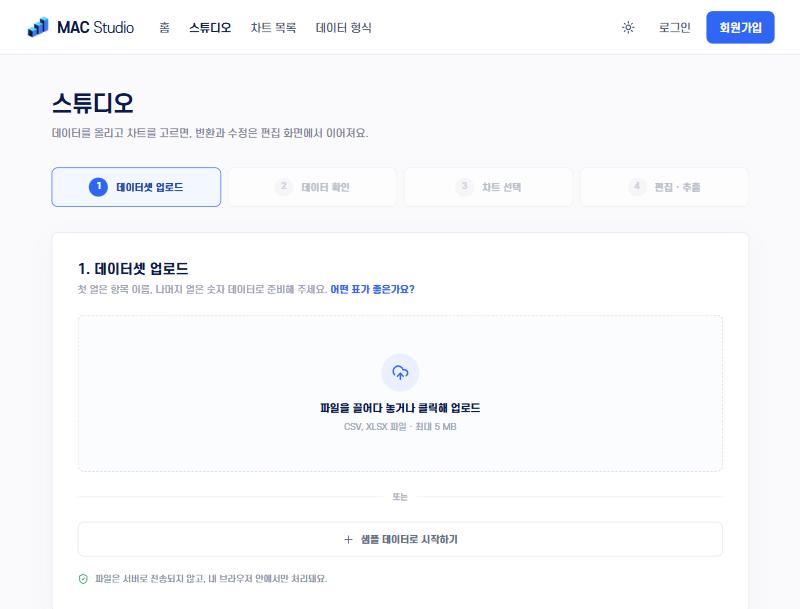 MAC Studio 홈 스튜디오 차트 목록 데이터 형식 로그인 회원가입
스튜디오
데이터를 올리고 차트를 고르면, 변환과 수정은 편집 화면에서 이어져요.
1 데이터셋 업로드 2 데이터 확인 3 차트 선택 4 편집 · 추출
1. 데이터셋 업로드
첫 열은 항목 이름, 나머지 열은 숫자 데이터로 준비해 주세요. 어떤 표가 좋은가요?
파일을 끌어다 놓거나 클릭해 업로드
CSV, XLSX 파일 · 최대 5 MB
또는
샘플 데이터로 시작하기
파일은 서버로 전송되지 않고, 내 브라우저 안에서만 처리돼요.